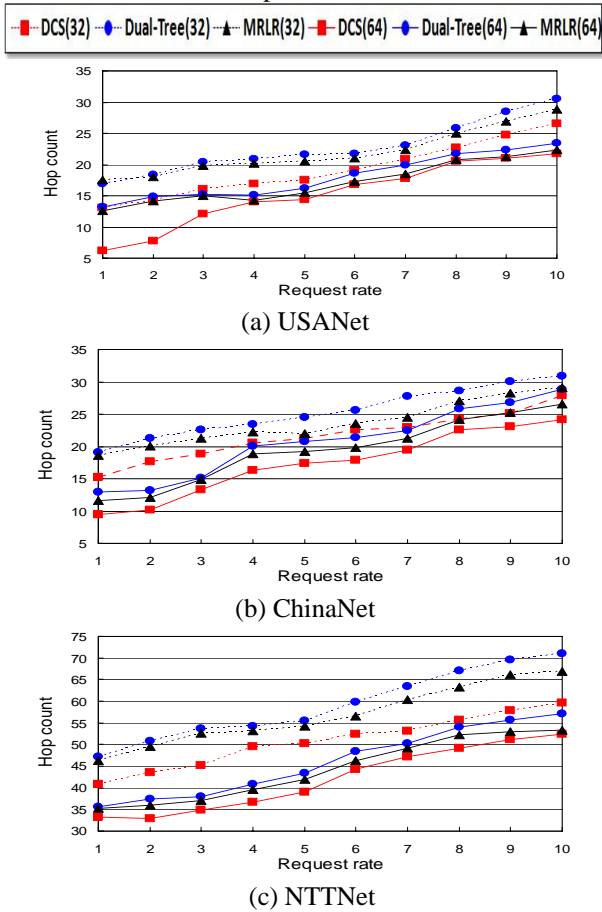 DCS(32) Dual-Tree(32) MRLR(32) DCS(64) Dual-Tree(64) MRLR(64)
35
30
25
20
15
10
5
Hop count
1 2 3 4 5 6 7 8 9 10
Request rate
(a) USANet
35
30
25
20
15
10
5
Hop count
1 2 3 4 5 6 7 8 9 10
Request rate
(b) ChinaNet
75
70
65
60
55
50
45
40
35
30
Hop count
1 2 3 4 5 6 7 8 9 10
Request rate
(c) NTTNet